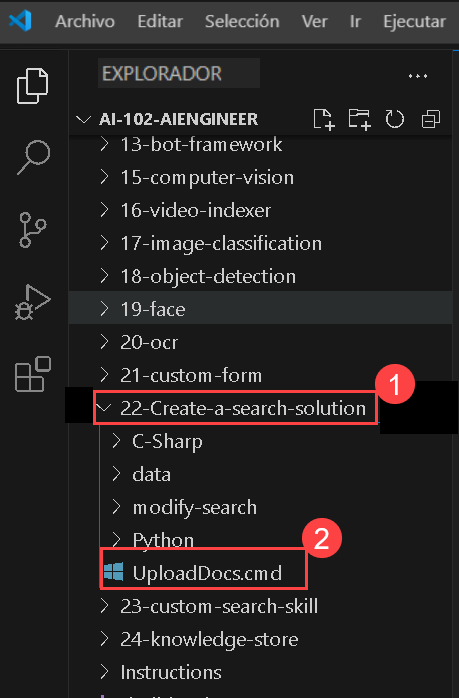 Archivo Editar Selección Ver Ir Ejecutar
EXPLORADOR
AI-102-AIENGINEER
13-bot-framework
15-computer-vision
16-video-indexer
17-image-classification
18-object-detection
19-face
20-ocr
21-custom-form
1
22-Create-a-search-solution
C-Sharp
data
modify-search
Python
2
UploadDocs.cmd
23-custom-search-skill
24-knowledge-store
Instructions